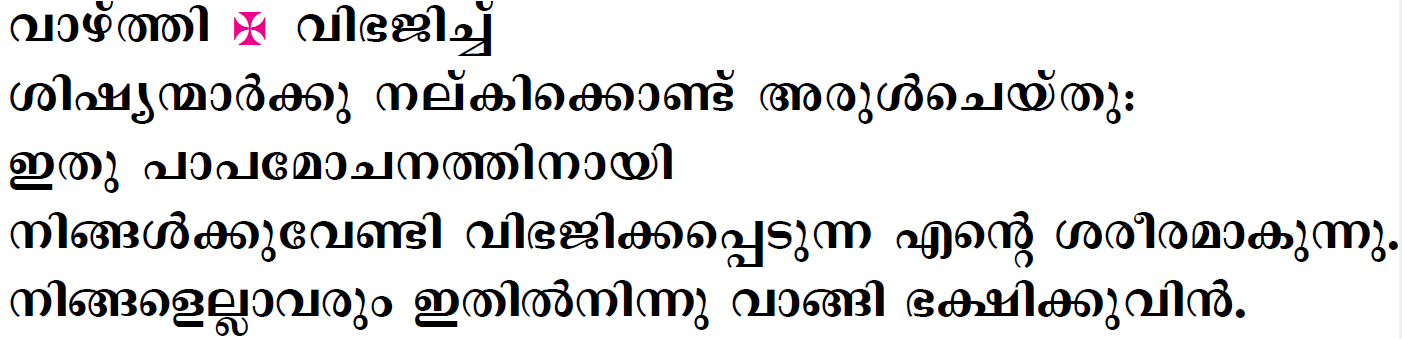 വാഴ്ത്തി ✠ വിഭജിച്ച്
ശിഷ്യന്മാർക്കു നല്കിക്കൊണ്ട് അരുൾചെയ്തു:
ഇതു പാപമോചനത്തിനായി
നിങ്ങൾക്കുവേണ്ടി വിഭജിക്കപ്പെടുന്ന എന്റെ ശരീരമാകുന്നു.
നിങ്ങളെല്ലാവരും ഇതിൽനിന്നു വാങ്ങി ഭക്ഷിക്കുവിൻ.